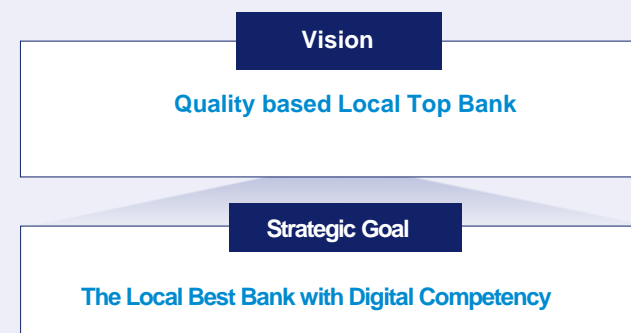 Vision
Quality based Local Top Bank
Strategic Goal
The Local Best Bank with Digital Competency